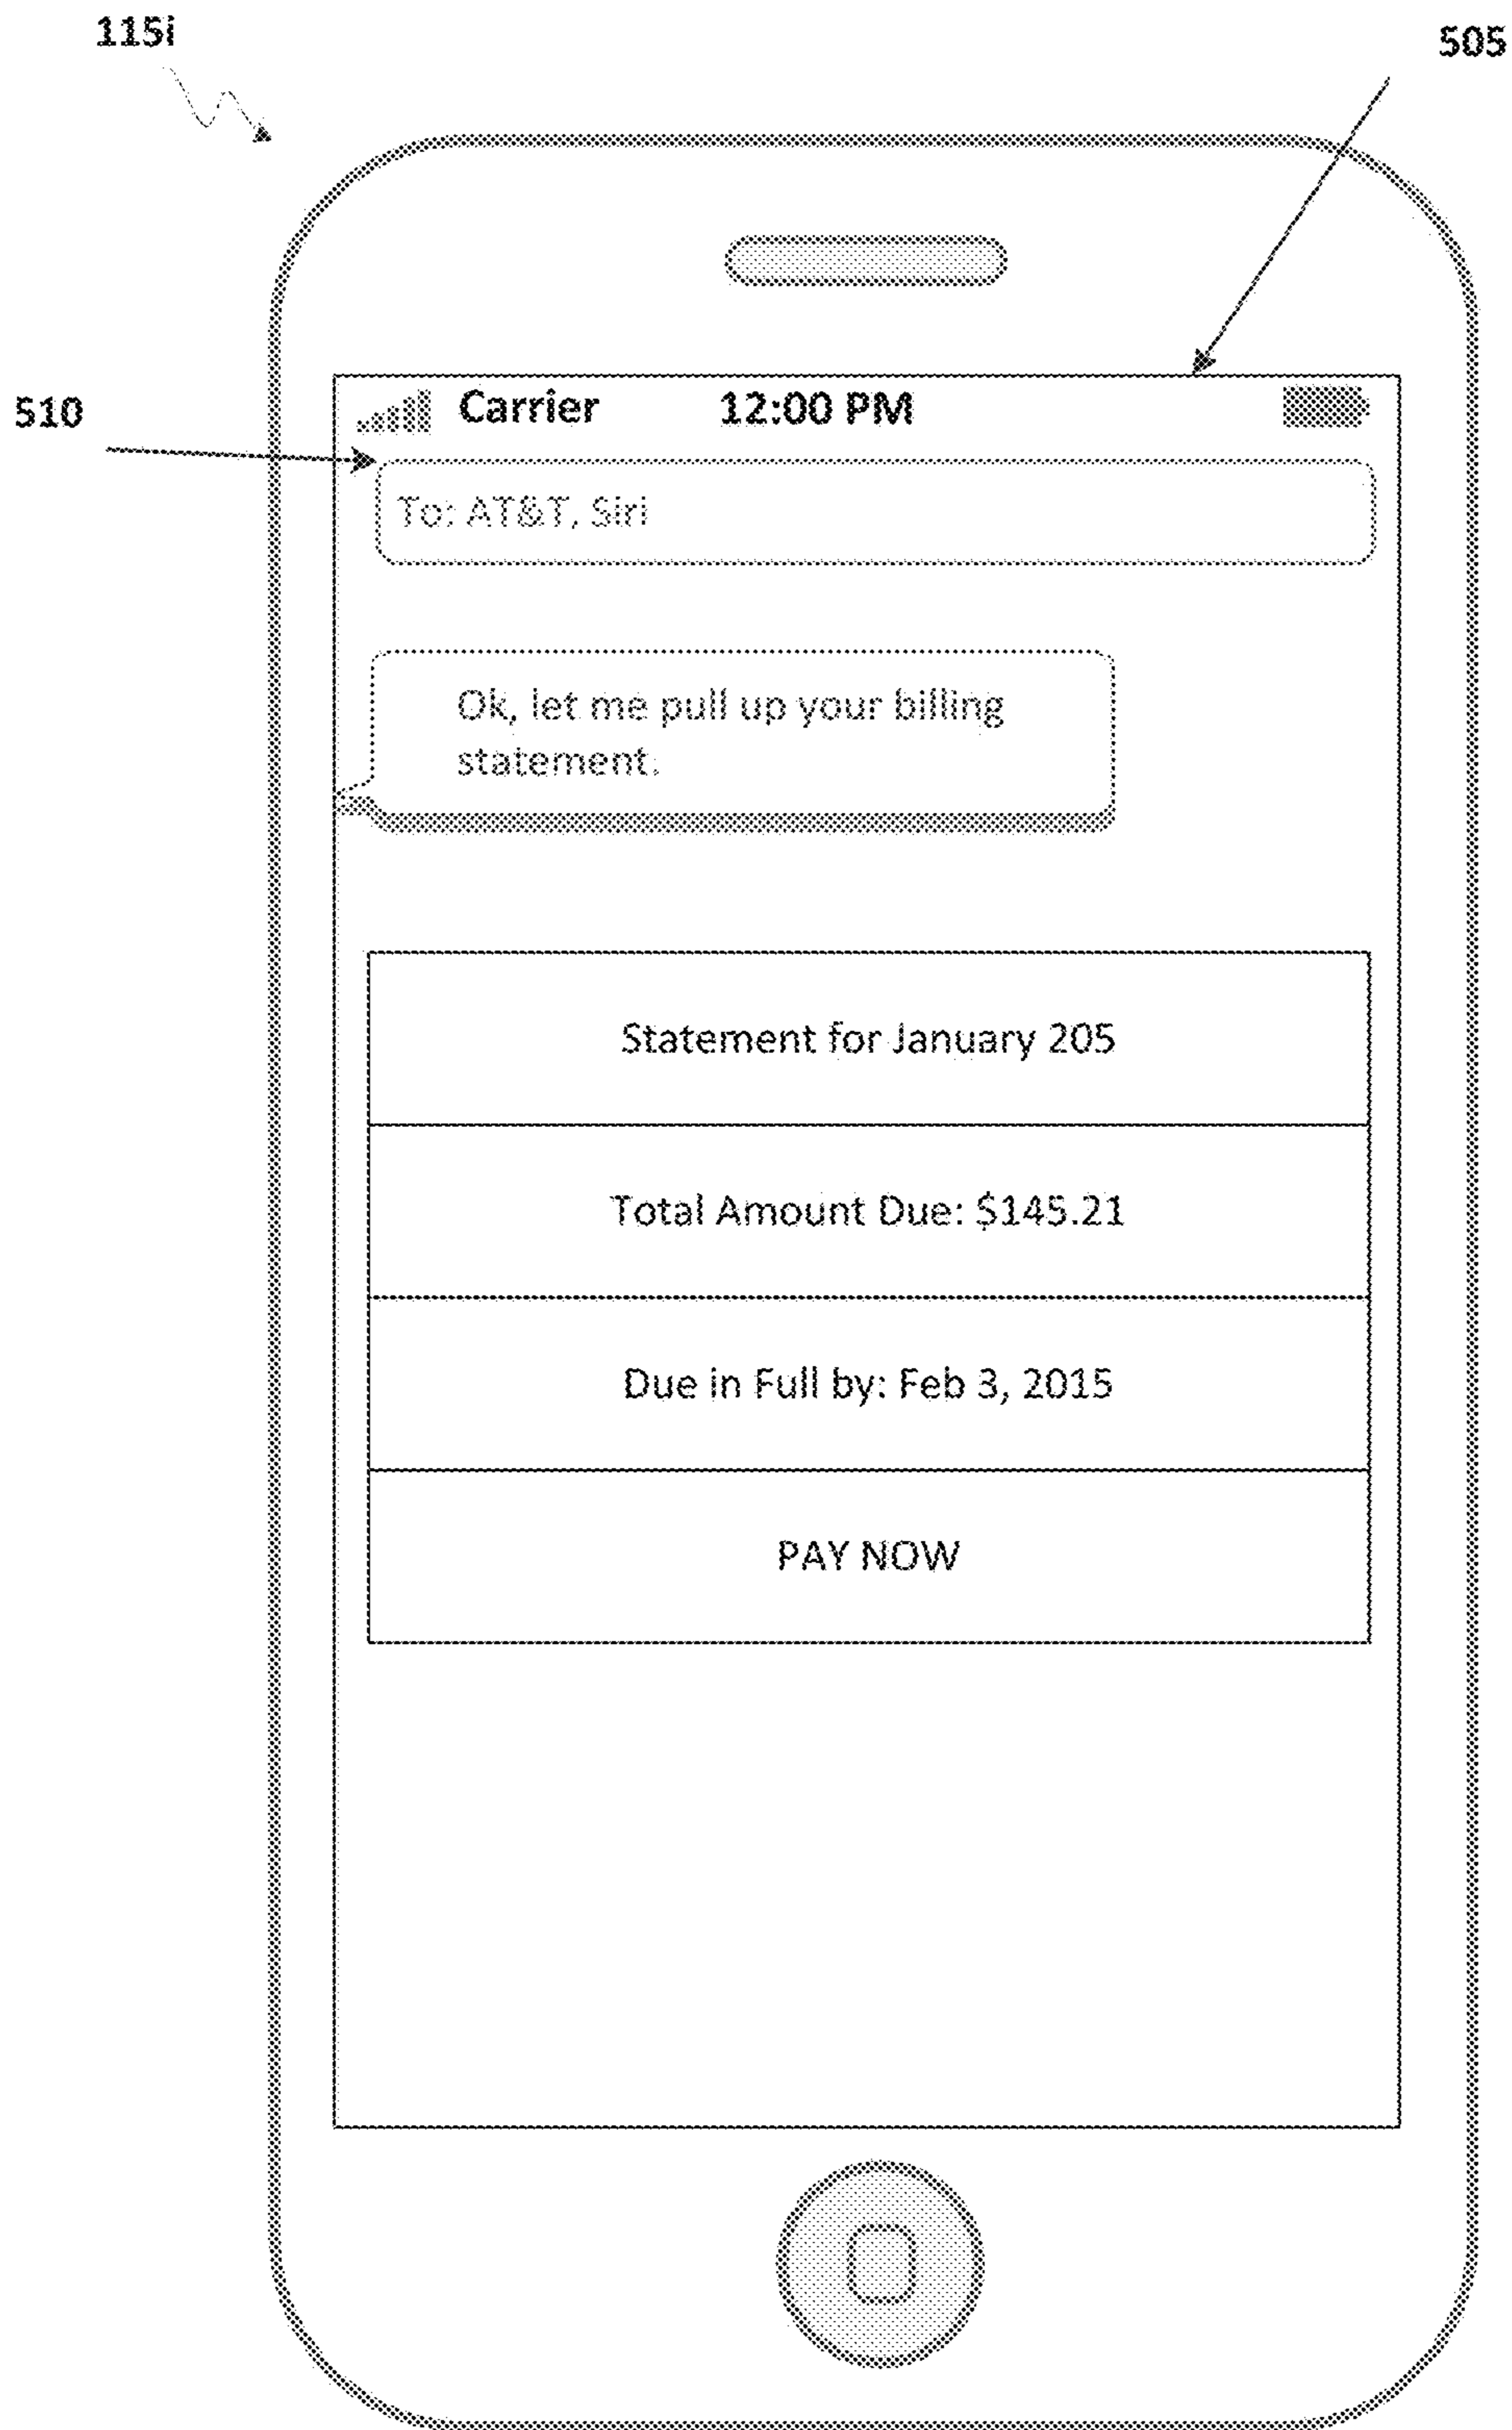 115i
505
510
Carrier 12:00 PM
To: AT&T, Siri
Ok, let me pull up your billing
statement.
Statement for January 205
Total Amount Due: $145.21
Due in Full by: Feb 3, 2015
PAY NOW